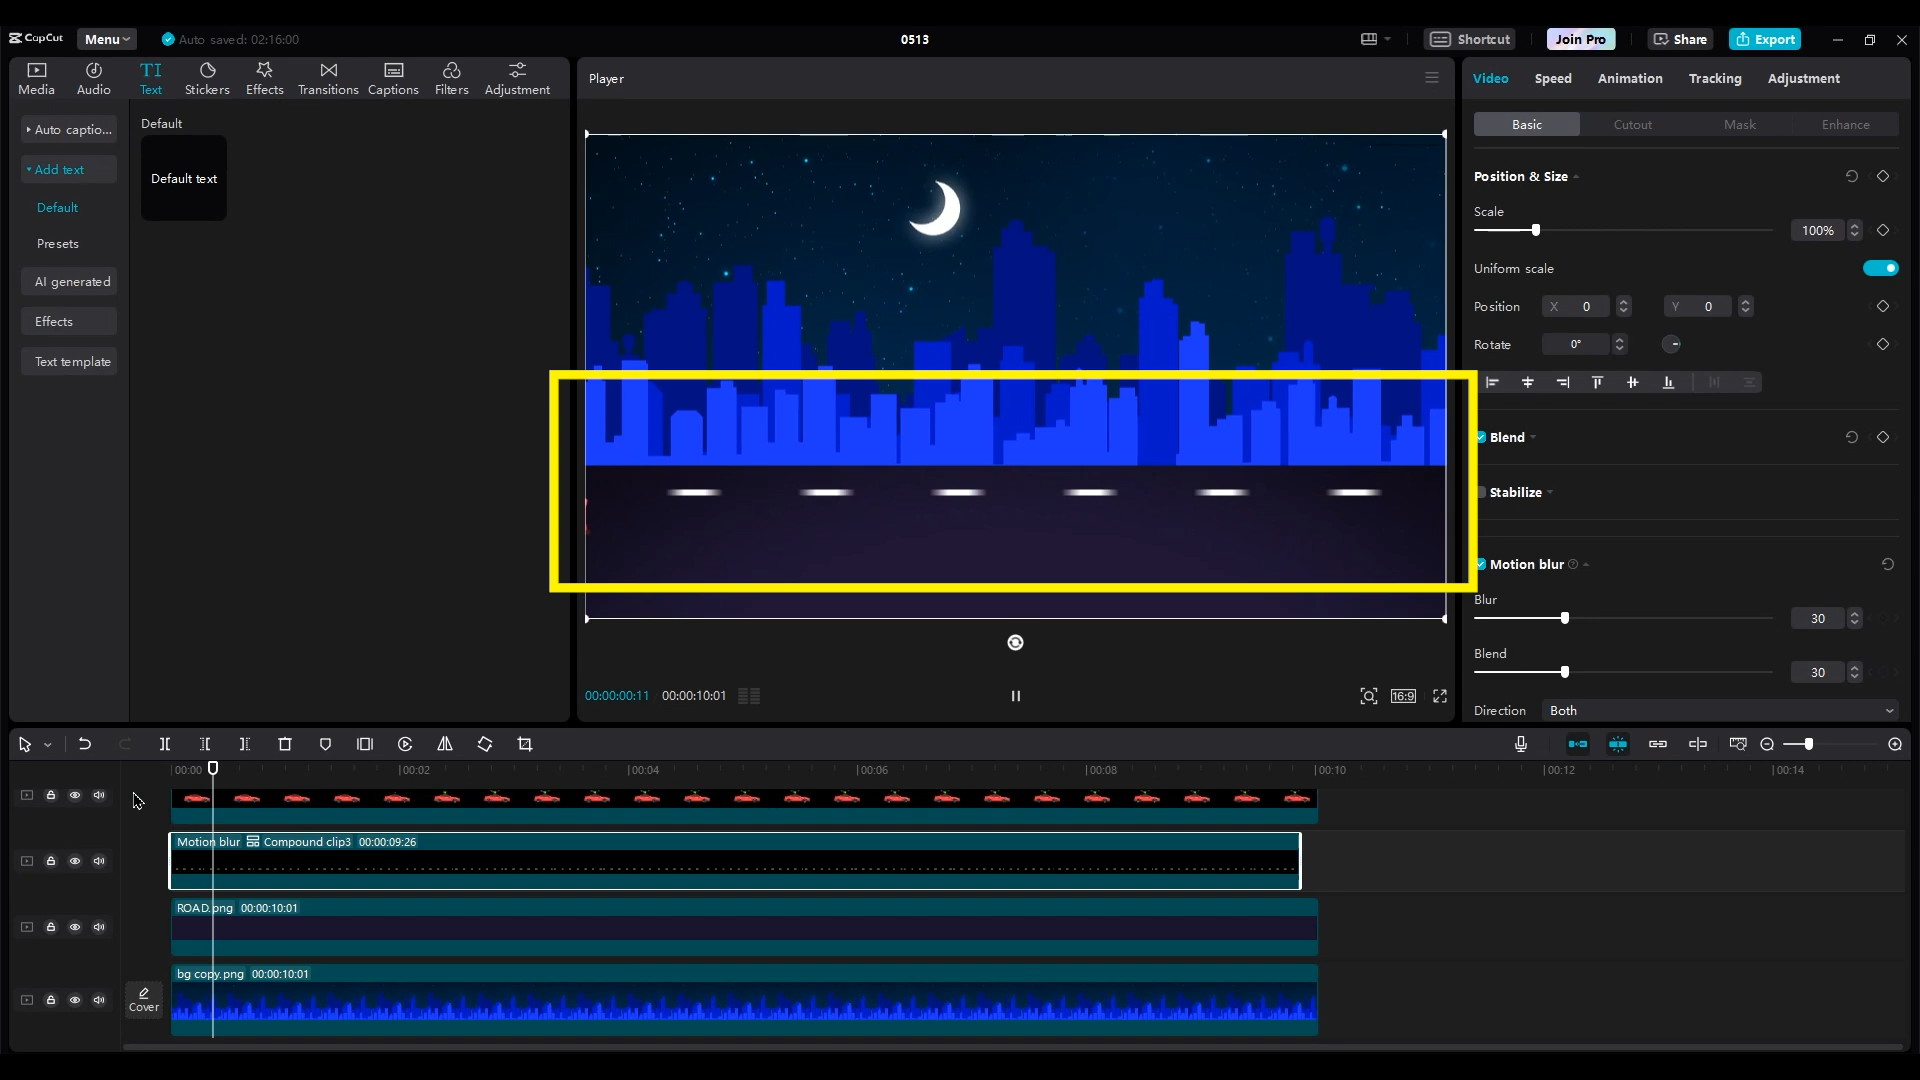 CapCut Menu Auto saved: 02:16:00 0513 Shortcut Join Pro Share Export
Media Audio Text Stickers Effects Transitions Captions Filters Adjustment
Player
Video Speed Animation Tracking Adjustment
Auto captio...
Add text
Default
Presets
AI generated
Effects
Text template
Default
Default text
Basic Cutout Mask Enhance
Position & Size
Scale
100%
Uniform scale
Position X 0 Y 0
Rotate 0°
Blend
Stabilize
Motion blur
Blur
30
Blend
30
Direction Both
00:00:00:11 00:00:10:01
16:9
00:00 00:02 00:04 00:06 00:08 00:10 00:12 00:14
Motion blur Compound clip3 00:00:09:26
ROAD.png 00:00:10:01
bg copy.png 00:00:10:01
Cover